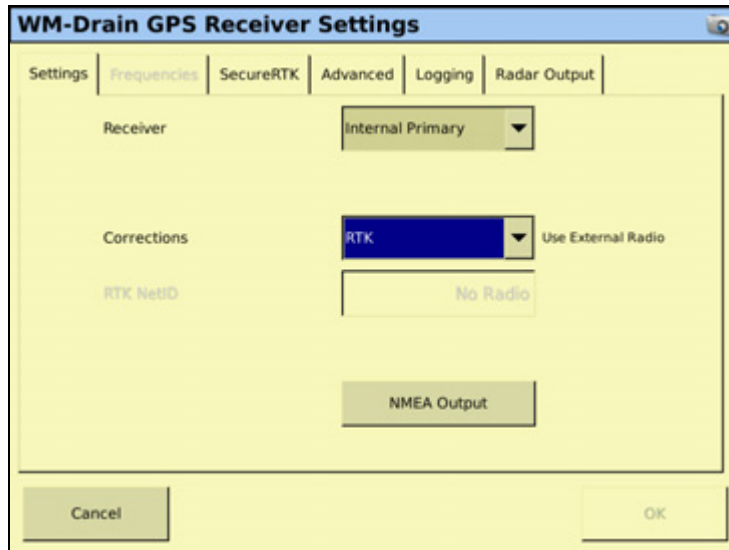 WM-Drain GPS Receiver Settings
Settings Frequencies SecureRTK Advanced Logging Radar Output
Receiver Internal Primary
Corrections RTK Use External Radio
RTK NetID No Radio
NMEA Output
Cancel OK